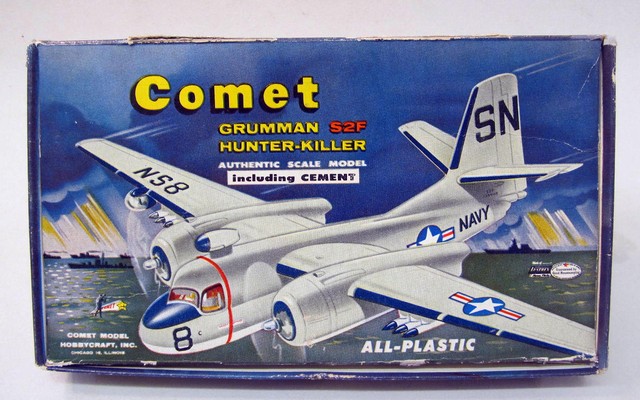 Comet
GRUMMAN S2F
HUNTER-KILLER
AUTHENTIC SCALE MODEL
including CEMENT
SN
8SN
NAVY
8
COMET MODEL
HOBBYCRAFT, INC.
CHICAGO 16, ILLINOIS
ALL-PLASTIC